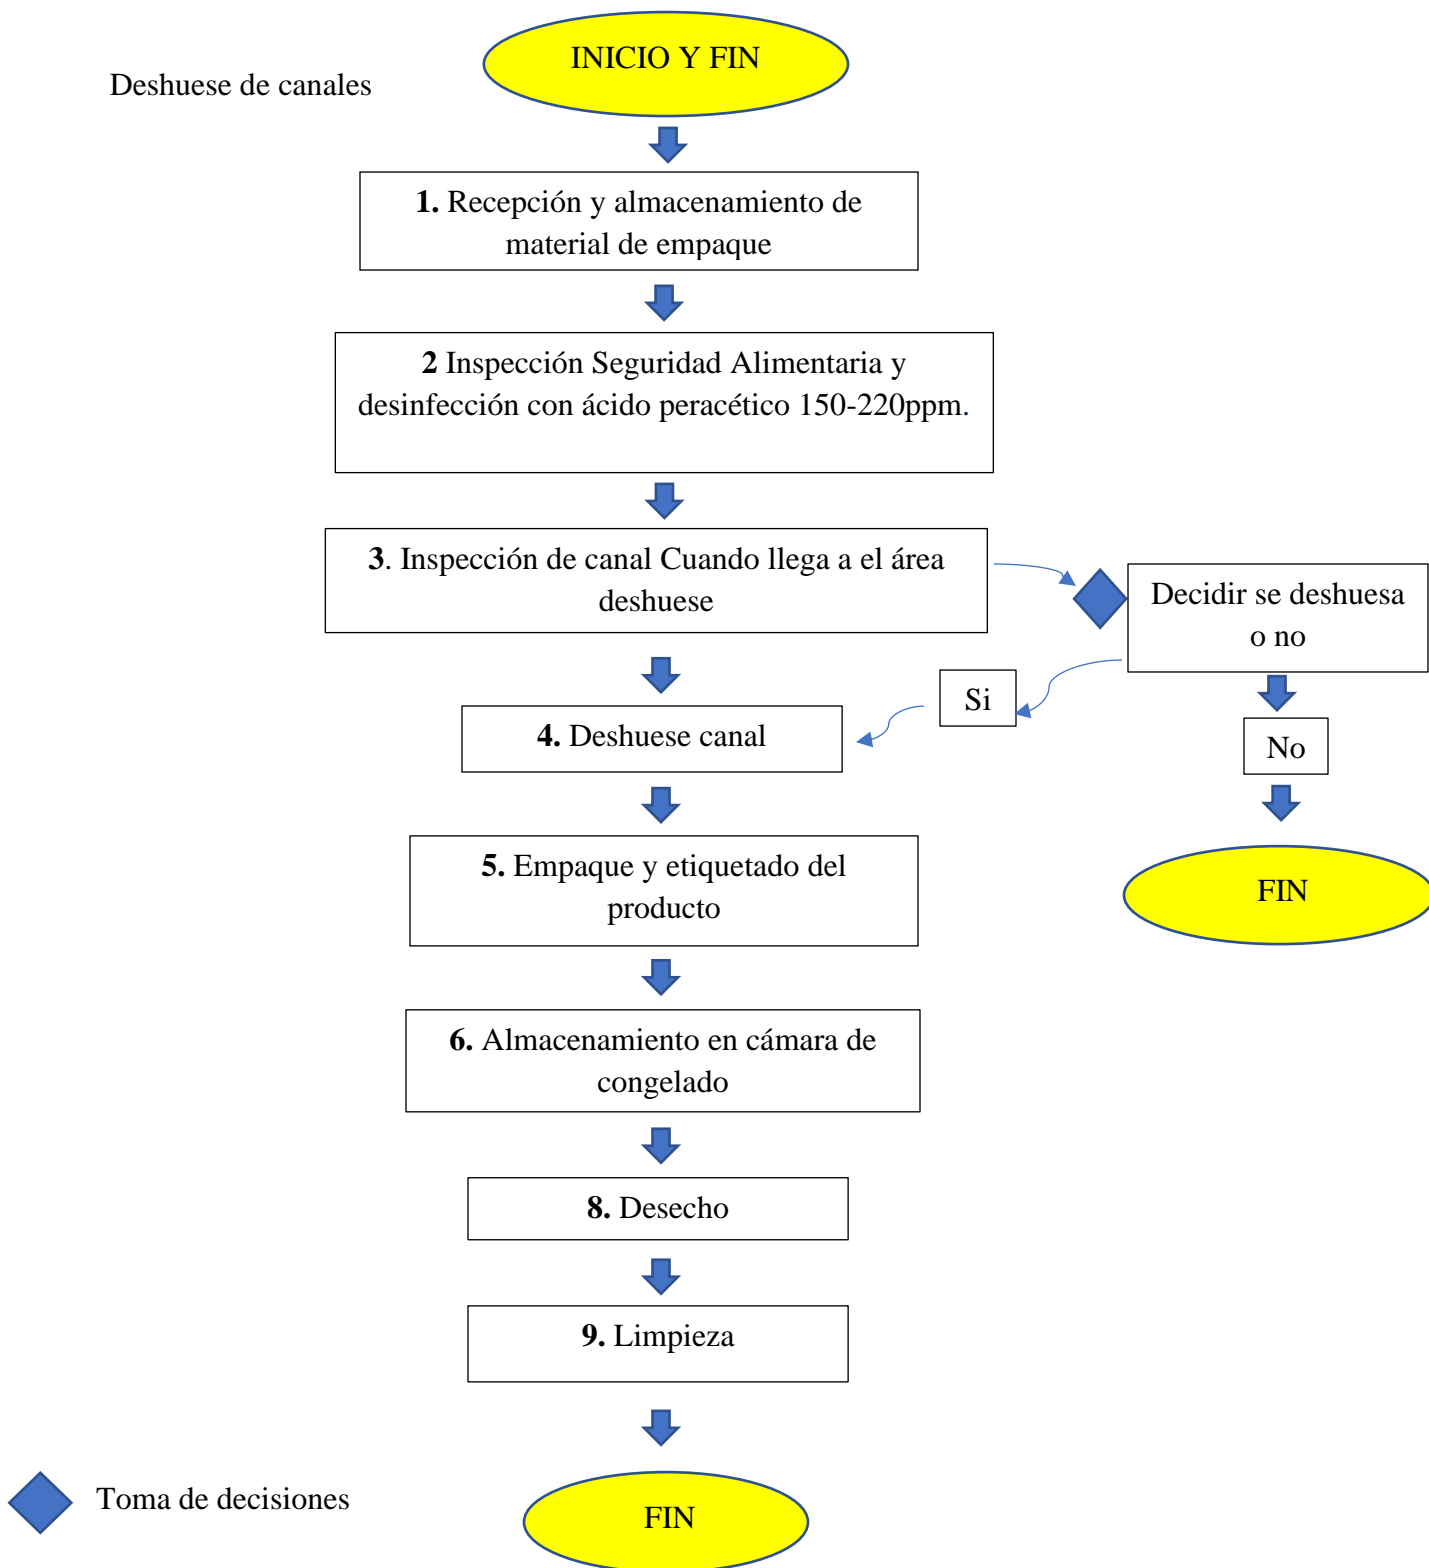 INICIO Y FIN
Deshuese de canales
1. Recepción y almacenamiento de
material de empaque
2 Inspección Seguridad Alimentaria y
desinfección con ácido peracético 150-220ppm.
3. Inspección de canal Cuando llega a el área
deshuese
Decidir se deshuesa
o no
Si
4. Deshuese canal
No
5. Empaque y etiquetado del
producto
FIN
6. Almacenamiento en cámara de
congelado
8. Desecho
9. Limpieza
Toma de decisiones
FIN